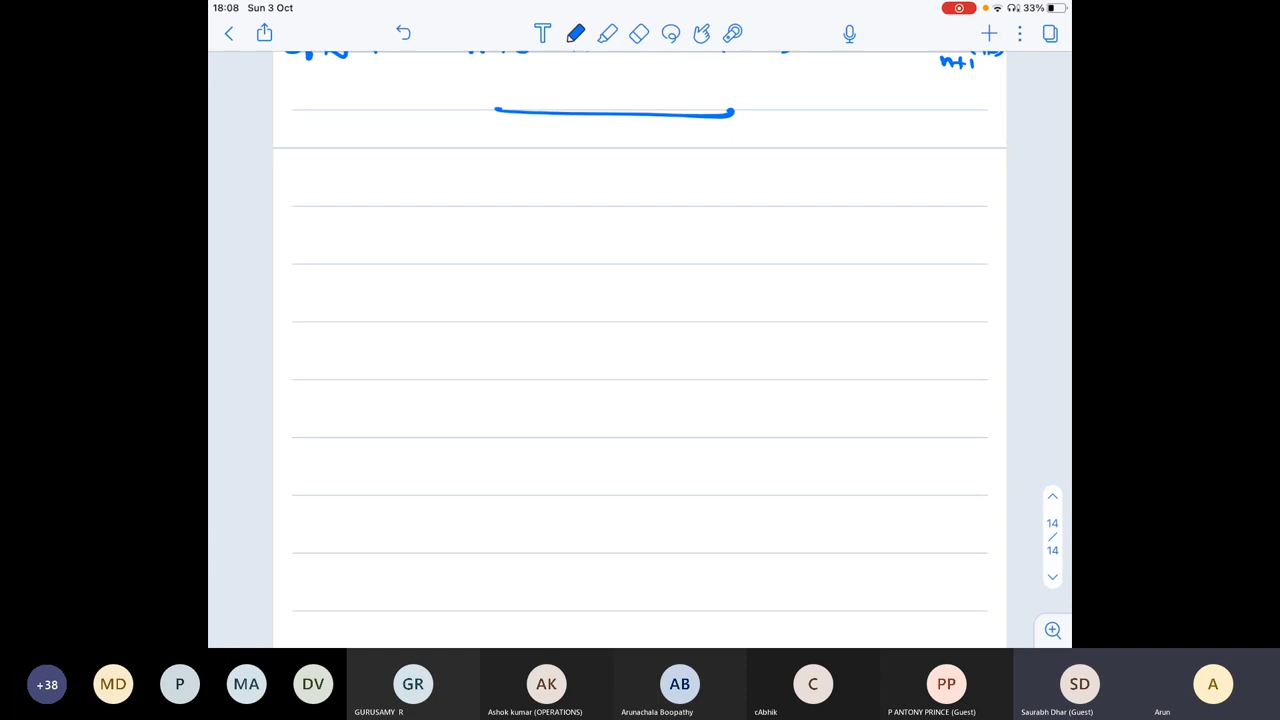 18:08 Sun 3 Oct
33%
T
n+1
14
/
14
+38
MD
P
MA
DV
GR
AK
AB
C
PP
SD
A
GURUSAMY R
Ashok kumar (OPERATIONS)
Arunachala Boopathy
cAbhik
P ANTONY PRINCE (Guest)
Saurabh Dhar (Guest)
Arun